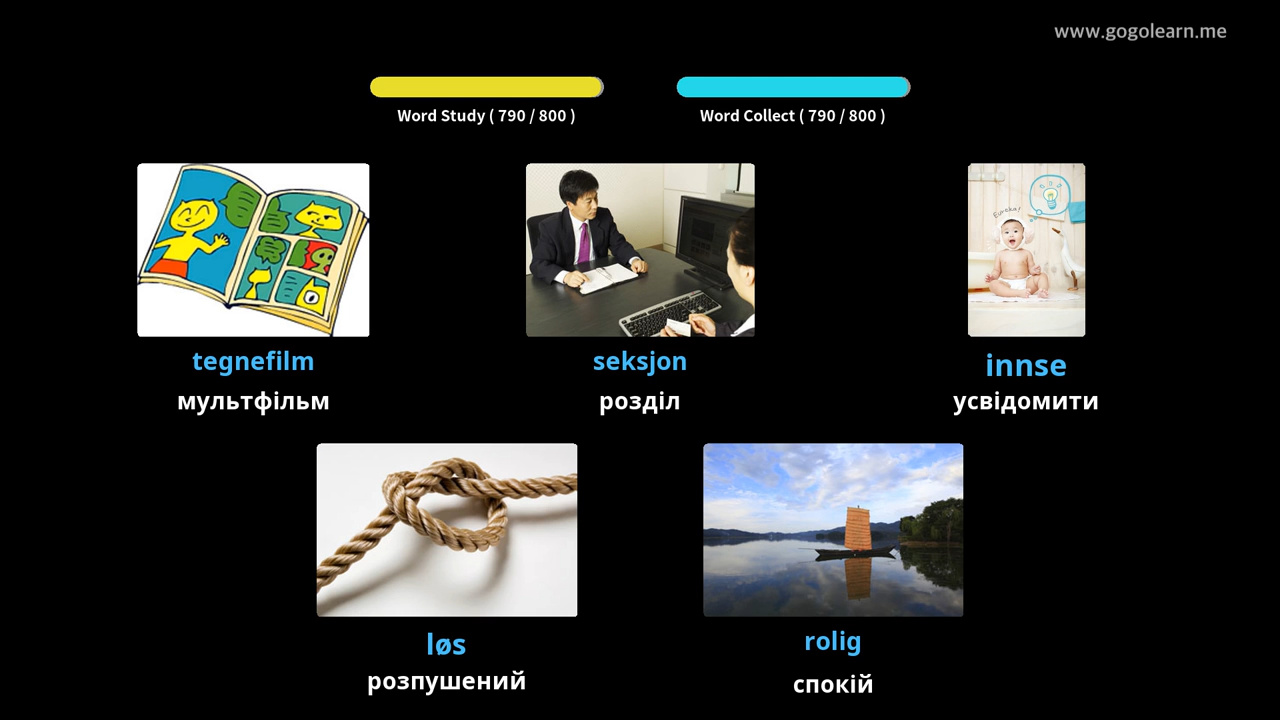 www.gogolearn.me
Word Study ( 790 / 800 )
Word Collect ( 790 / 800 )
Eureka!
tegnefilm
seksjon
innse
мультфільм
розділ
усвідомити
løs
rolig
розпушений
спокій